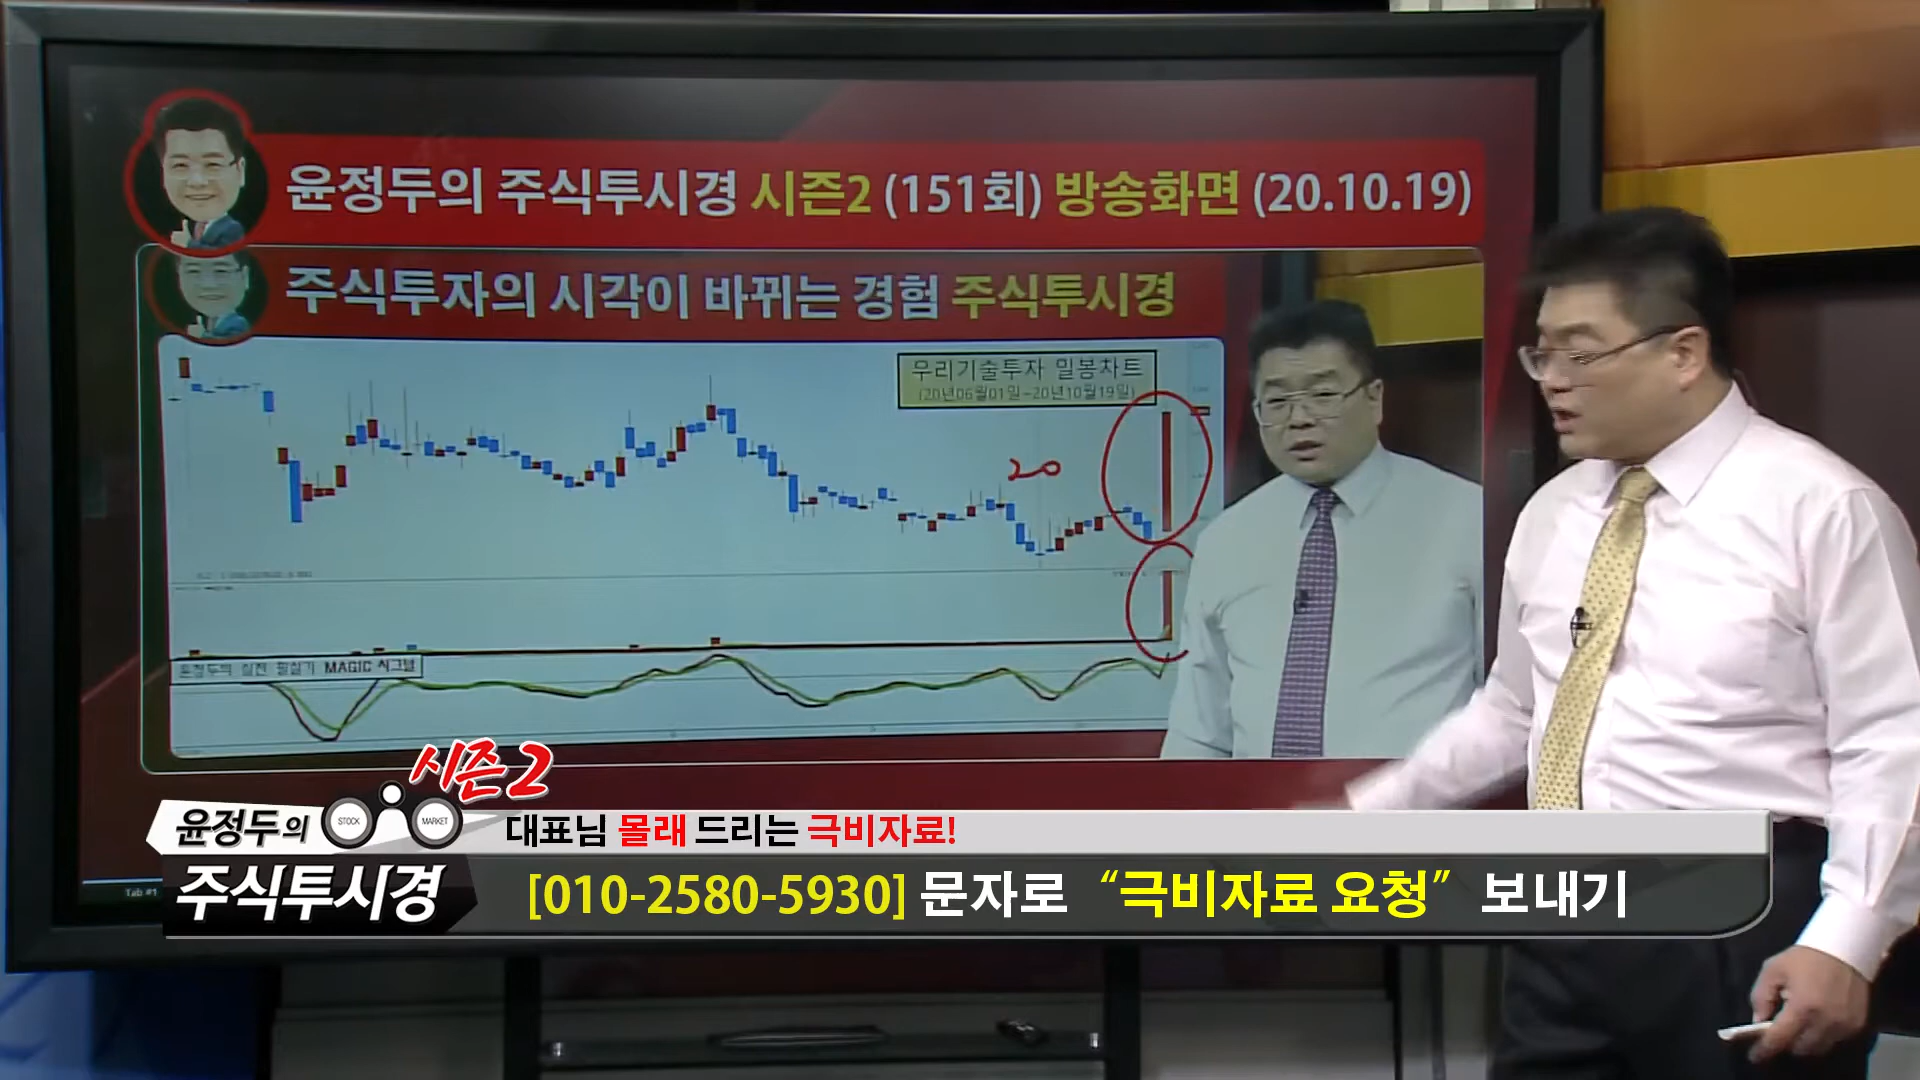 윤정두의 주식투시경 시즌2 (151회) 방송화면 (20.10.19)
주식투자의 시각이 바뀌는 경험 주식투시경
우리기술투자 일봉차트
(20년06월01일~20년10월19일)
20
윤정두의 실전 필살기 MAGIC 시그널
시즌2
윤정두의
STOCK
MARKET
주식투시경
대표님 몰래 드리는 극비자료!
[010-2580-5930] 문자로 “극비자료 요청” 보내기
Tab #1